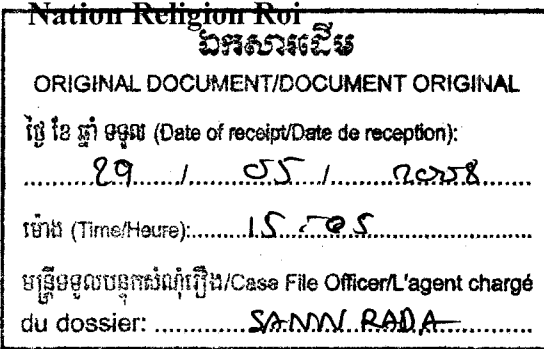 Nation Religion Roi
ឯកសារដើម
ORIGINAL DOCUMENT/DOCUMENT ORIGINAL
ថ្ងៃ ខែ ឆ្នាំ ទទួល (Date of receipt/Date de reception):
29 / 05 / 2008
ម៉ោង (Time/Heure): 15 : 05
មន្ត្រីទទួលបន្ទុកសំណុំរឿង/Case File Officer/L'agent chargé
du dossier: SANN RADA